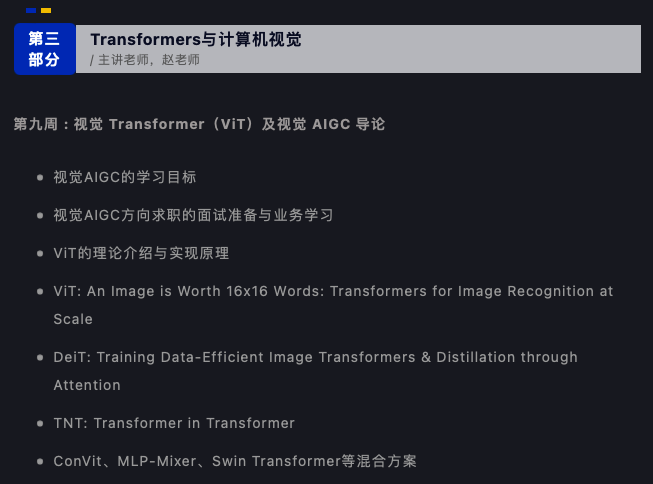 第三
部分
Transformers与计算机视觉
/ 主讲老师，赵老师
第九周：视觉 Transformer（ViT）及视觉 AIGC 导论
视觉AIGC的学习目标
视觉AIGC方向求职的面试准备与业务学习
ViT的理论介绍与实现原理
ViT: An Image is Worth 16x16 Words: Transformers for Image Recognition at
Scale
DeiT: Training Data-Efficient Image Transformers & Distillation through
Attention
TNT: Transformer in Transformer
ConVit、MLP-Mixer、Swin Transformer等混合方案